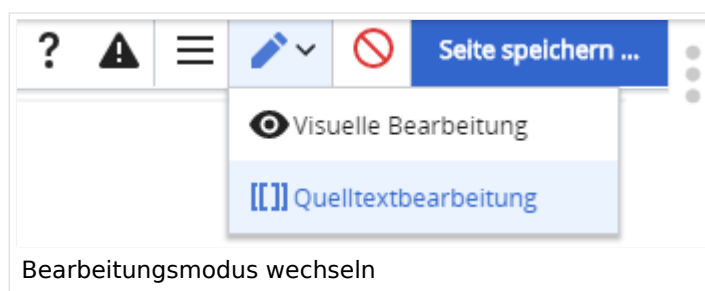 ? Seite speichern ...
Visuelle Bearbeitung
[[ ]] Quelltextbearbeitung
Bearbeitungsmodus wechseln